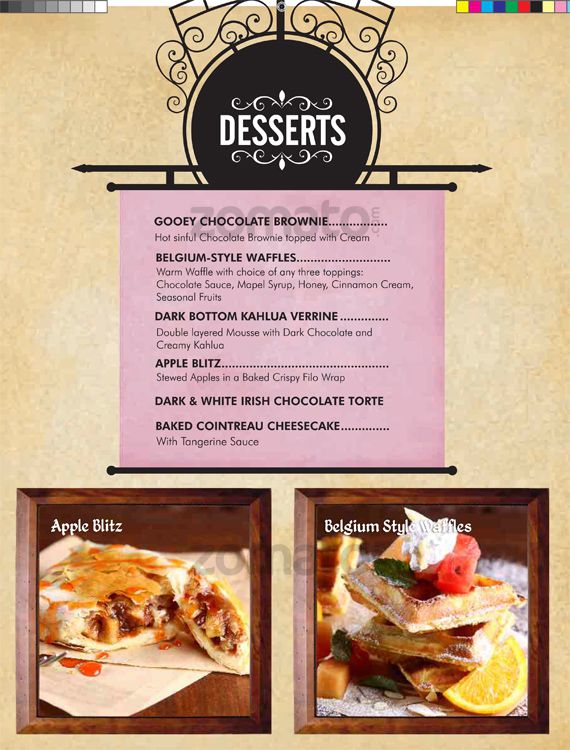 DESSERTS
zomato.com
GOOEY CHOCOLATE BROWNIE.................
Hot sinful Chocolate Brownie topped with Cream
BELGIUM-STYLE WAFFLES...........................
Warm Waffle with choice of any three toppings:
Chocolate Sauce, Mapel Syrup, Honey, Cinnamon Cream,
Seasonal Fruits
DARK BOTTOM KAHLUA VERRINE..............
Double layered Mousse with Dark Chocolate and
Creamy Kahlua
APPLE BLITZ................................................
Stewed Apples in a Baked Crispy Filo Wrap
DARK & WHITE IRISH CHOCOLATE TORTE
BAKED COINTREAU CHEESECAKE..............
With Tangerine Sauce
Apple Blitz
Belgium Style Waffles
zomato